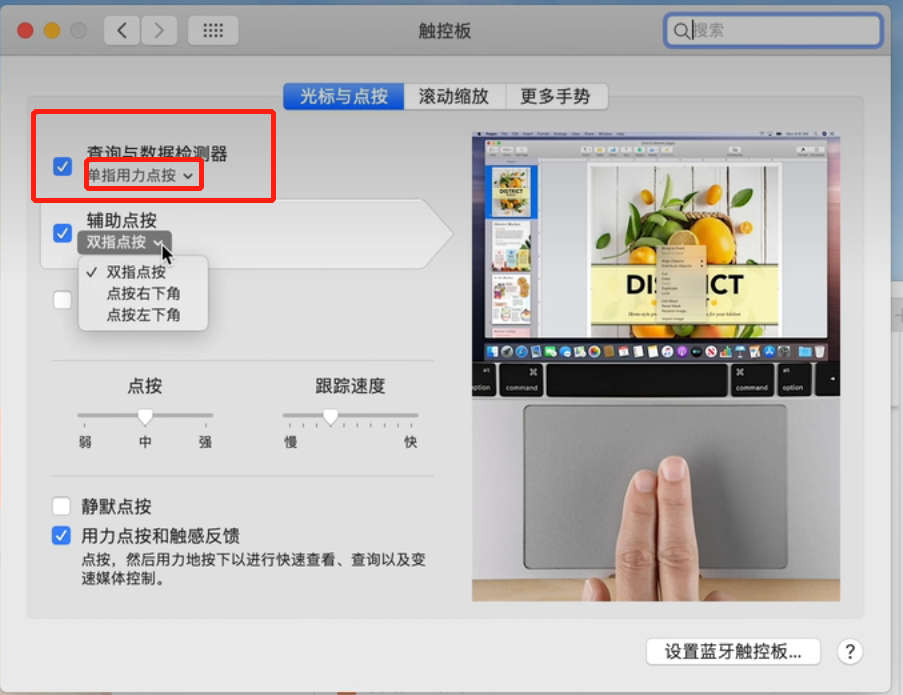 触控板
搜索
光标与点按
滚动缩放
更多手势
查询与数据检测器
单指用力点按
辅助点按
双指点按
✓ 双指点按
点按右下角
点按左下角
点按
弱
中
强
跟踪速度
慢
快
静默点按
用力点按和触感反馈
点按，然后用力地按下以进行快速查看、查询以及变
速媒体控制。
DISTRICT
⌘
command
⌘
command
alt
option
设置蓝牙触控板...
?